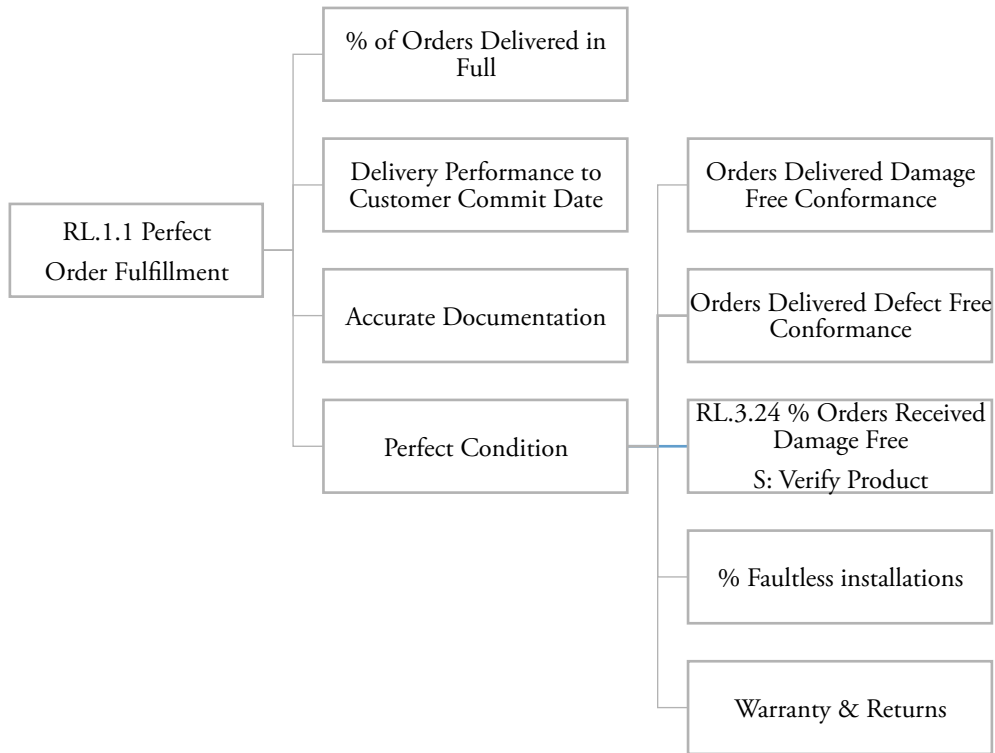 % of Orders Delivered in
Full
Delivery Performance to
Customer Commit Date
Orders Delivered Damage
Free Conformance
RL.1.1 Perfect
Order Fulfillment
Accurate Documentation
Orders Delivered Defect Free
Conformance
Perfect Condition
RL.3.24 % Orders Received
Damage Free
S: Verify Product
% Faultless installations
Warranty & Returns